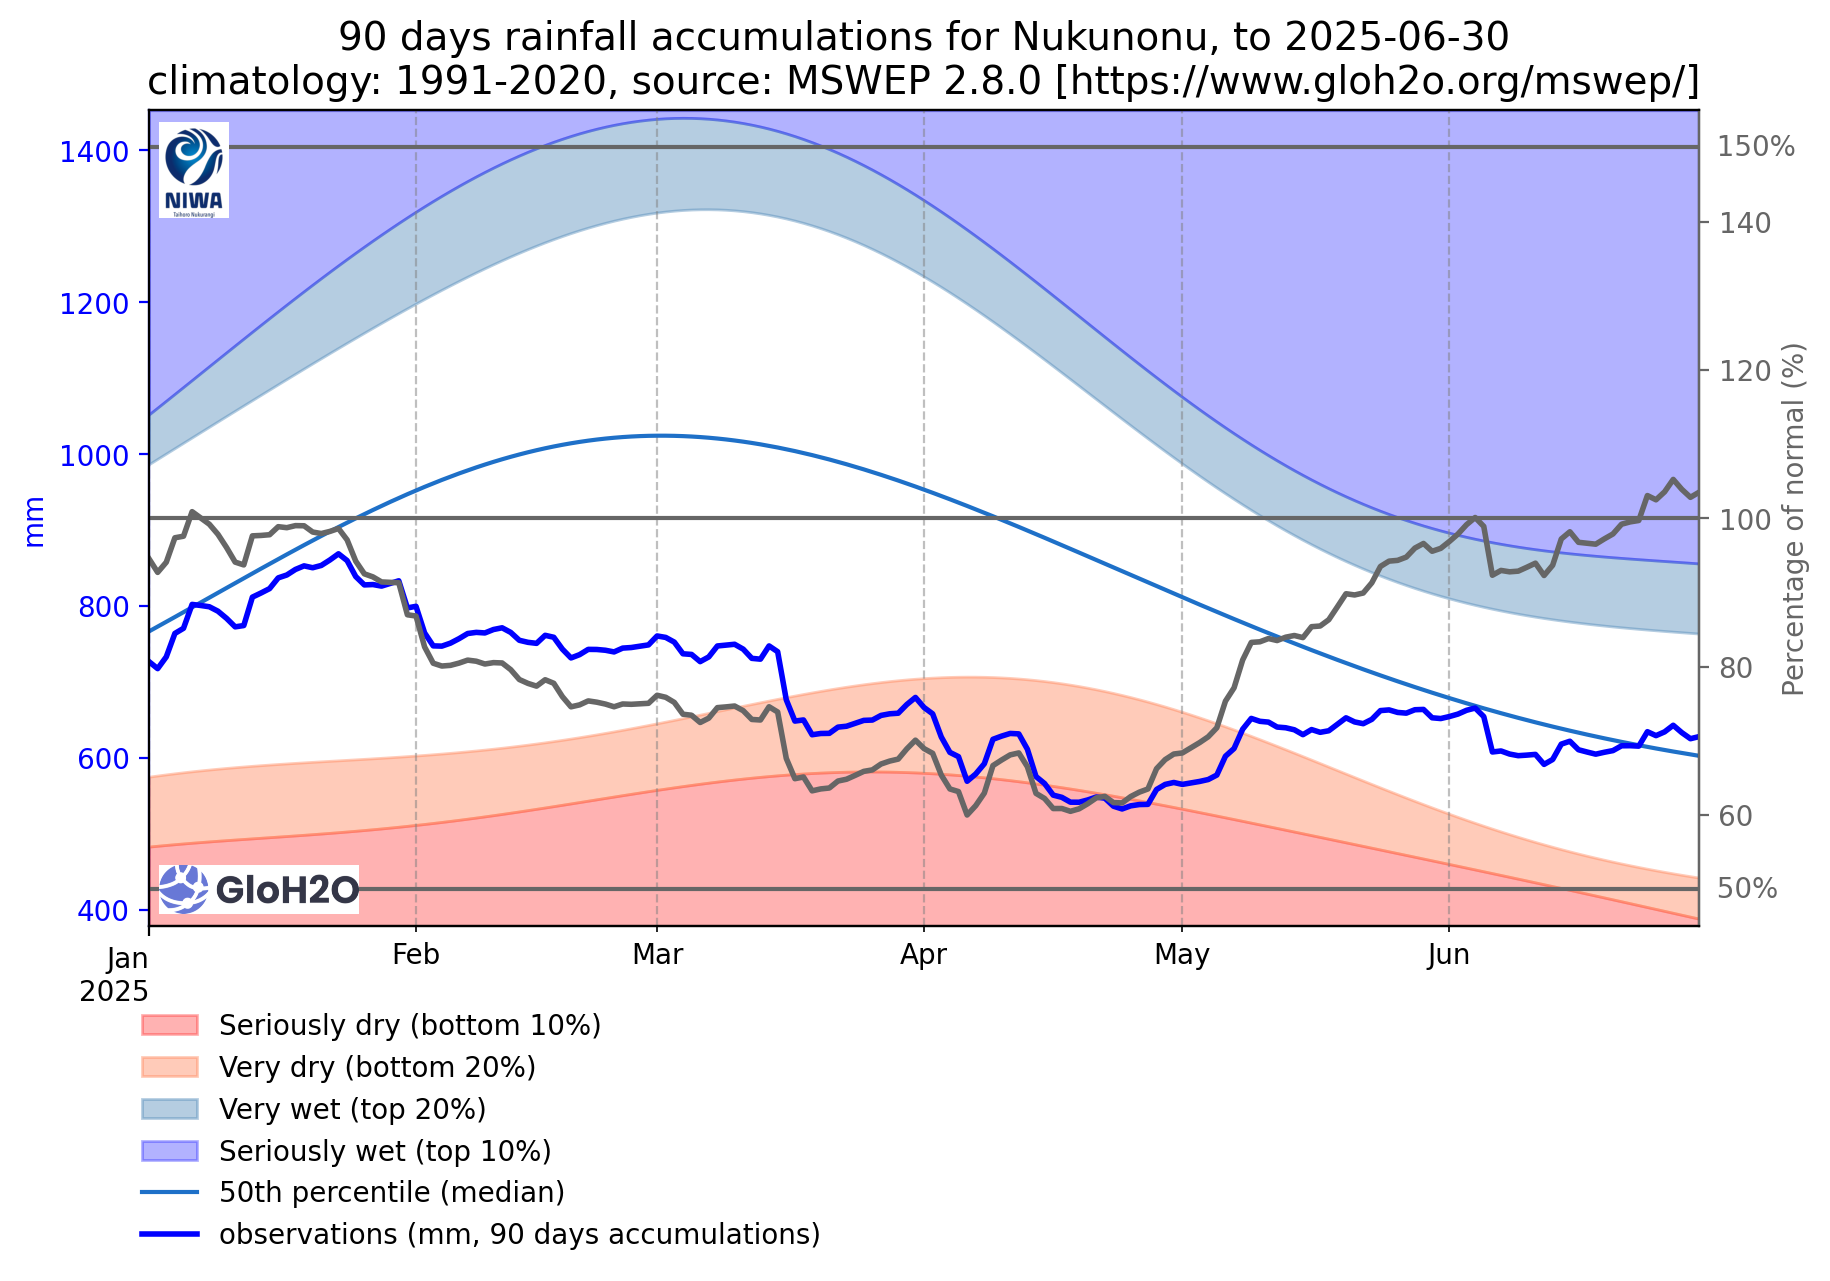 90 days rainfall accumulations for Nukunonu, to 2025-06-30
climatology: 1991-2020, source: MSWEP 2.8.0 [https://www.gloh2o.org/mswep/]
NIWA
Taihoro Nukurangi
1400
1200
1000
800
600
400
mm
150%
140
120
100
80
60
50%
Percentage of normal (%)
GloH2O
Jan
2025
Feb
Mar
Apr
May
Jun
Seriously dry (bottom 10%)
Very dry (bottom 20%)
Very wet (top 20%)
Seriously wet (top 10%)
50th percentile (median)
observations (mm, 90 days accumulations)